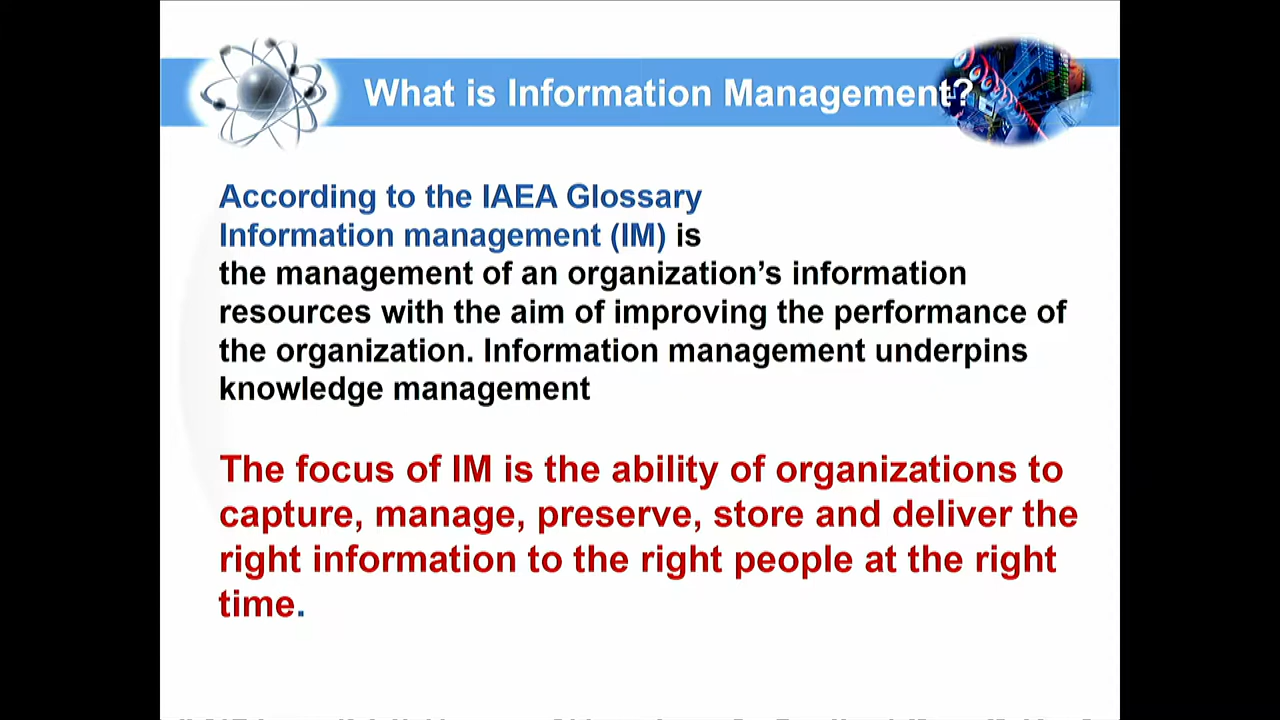 What is Information Management?
According to the IAEA Glossary
Information management (IM) is
the management of an organization’s information
resources with the aim of improving the performance of
the organization. Information management underpins
knowledge management
The focus of IM is the ability of organizations to
capture, manage, preserve, store and deliver the
right information to the right people at the right
time.